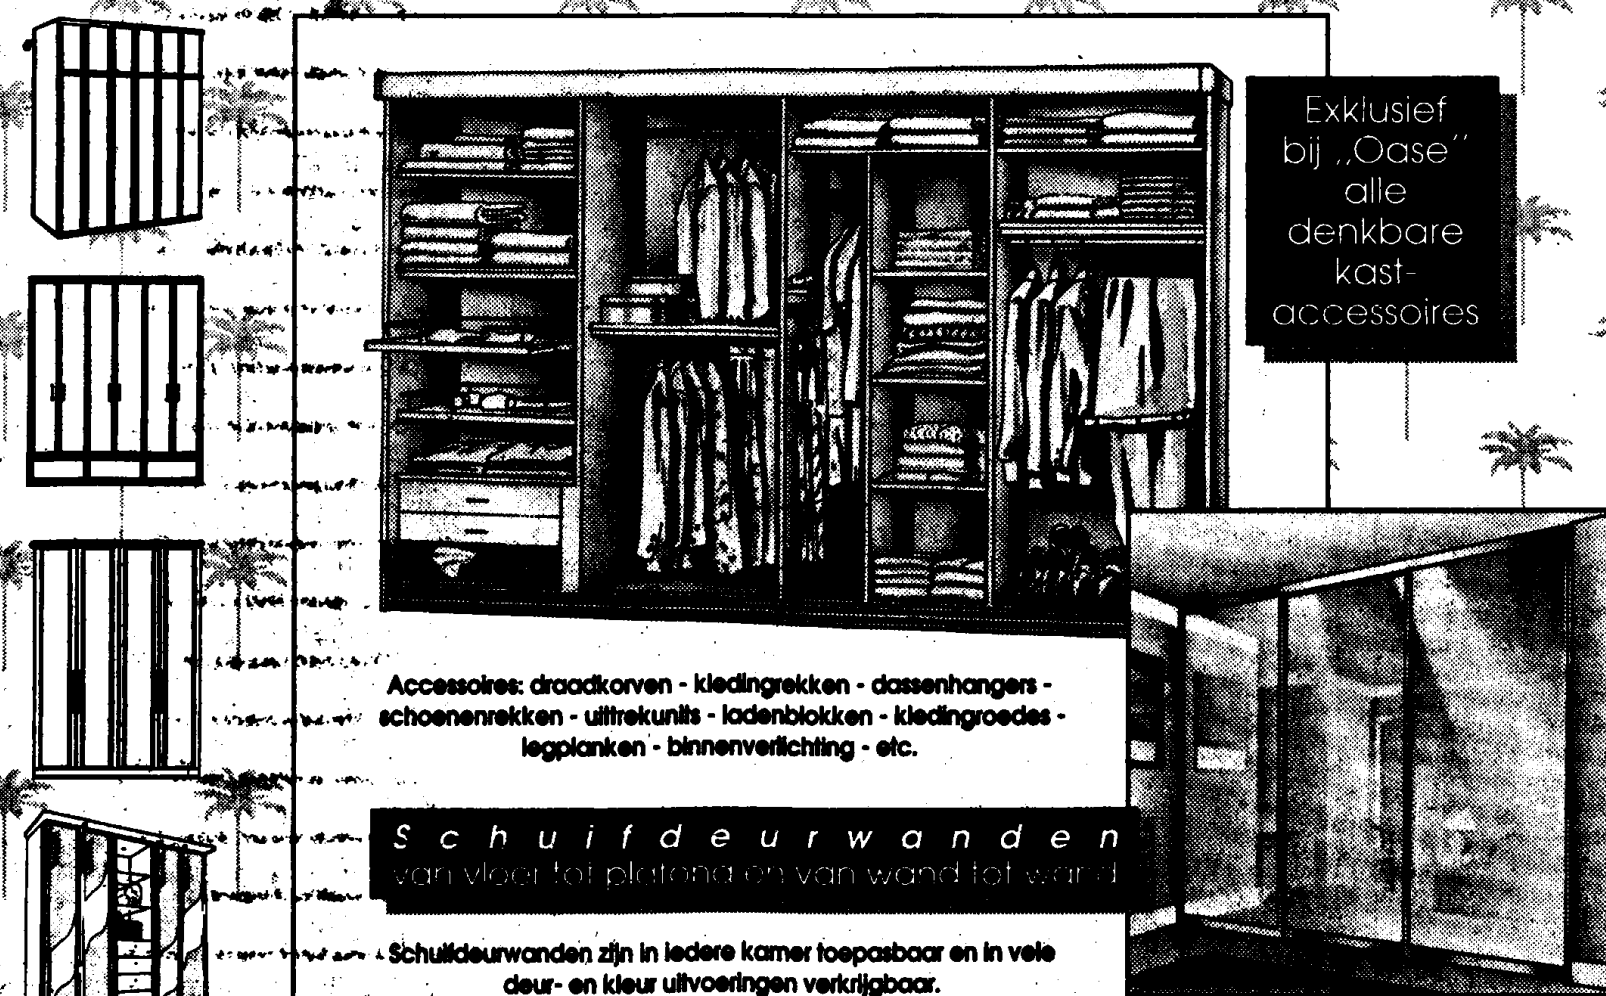 Exklusief
bij ,,Oase''
alle
denkbare
kast-
accessoires
Accessoires: draadkorven - kledingrekken - dassenhangers -
schoenenrekken - uittrekunits - ladenblokken - kledingroedes -
legplanken - binnenverlichting - etc.
Schuifdeurwanden
van vloer tot plafond en van wand tot wand
Schuifdeurwanden zijn in iedere kamer toepasbaar en in vele
deur- en kleur uitvoeringen verkrijgbaar.